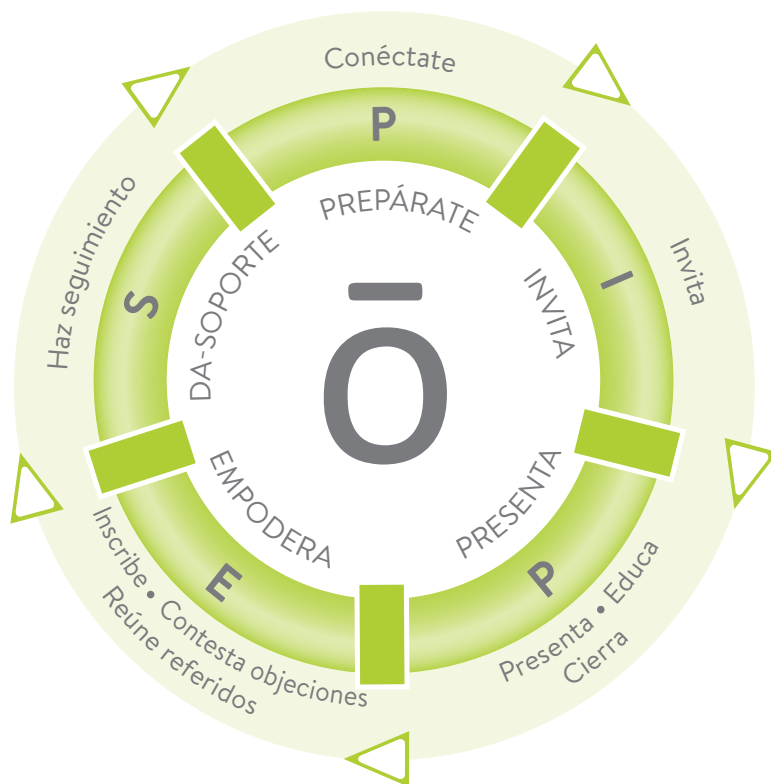 Conéctate
P
PREPÁRATE
Invita
I
INVITA
Presenta • Educa
Cierra
P
PRESENTA
Inscribe • Contesta objeciones
Reúne referidos
E
EMPODERA
Haz seguimiento
S
DA-SOPORTE
ō